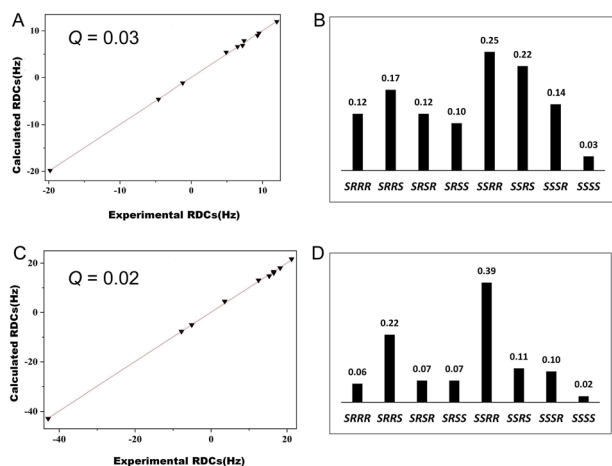 A
Q = 0.03
Calculated RDCs(Hz)
10
0
-10
-20
-20 -10 0 10
Experimental RDCs(Hz)
B
0.12 0.17 0.12 0.10 0.25 0.22 0.14 0.03
SRRR SRRS SRSR SRSS SSRR SSRS SSSR SSSS
C
Q = 0.02
Calculated RDCs(Hz)
20
0
-20
-40
-40 -20 0 20
Experimental RDCs(Hz)
D
0.06 0.22 0.07 0.07 0.39 0.11 0.10 0.02
SRRR SRRS SRSR SRSS SSRR SSRS SSSR SSSS